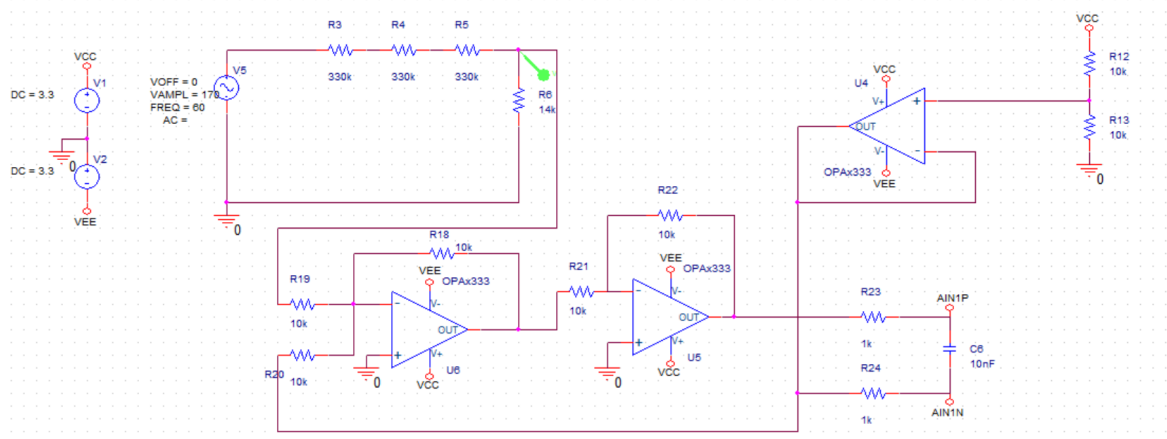 VCC
V1
DC = 3.3
V2
DC = 3.3
0
VEE
V5
VOFF = 0
VAMPL = 170
FREQ = 60
AC =
0
R3
330k
R4
330k
R5
330k
R6
14k
VCC
R12
10k
R13
10k
0
U4
VCC
V+
+
OUT
-
V-
OPAx333
VEE
R18
10k
R19
10k
R20
10k
VEE
OPAx333
V-
-
OUT
+
V+
U6
VCC
0
R22
10k
R21
10k
VEE
OPAx333
V-
-
OUT
+
V+
U5
VCC
0
R23
1k
R24
1k
AIN1P
C6
10nF
AIN1N